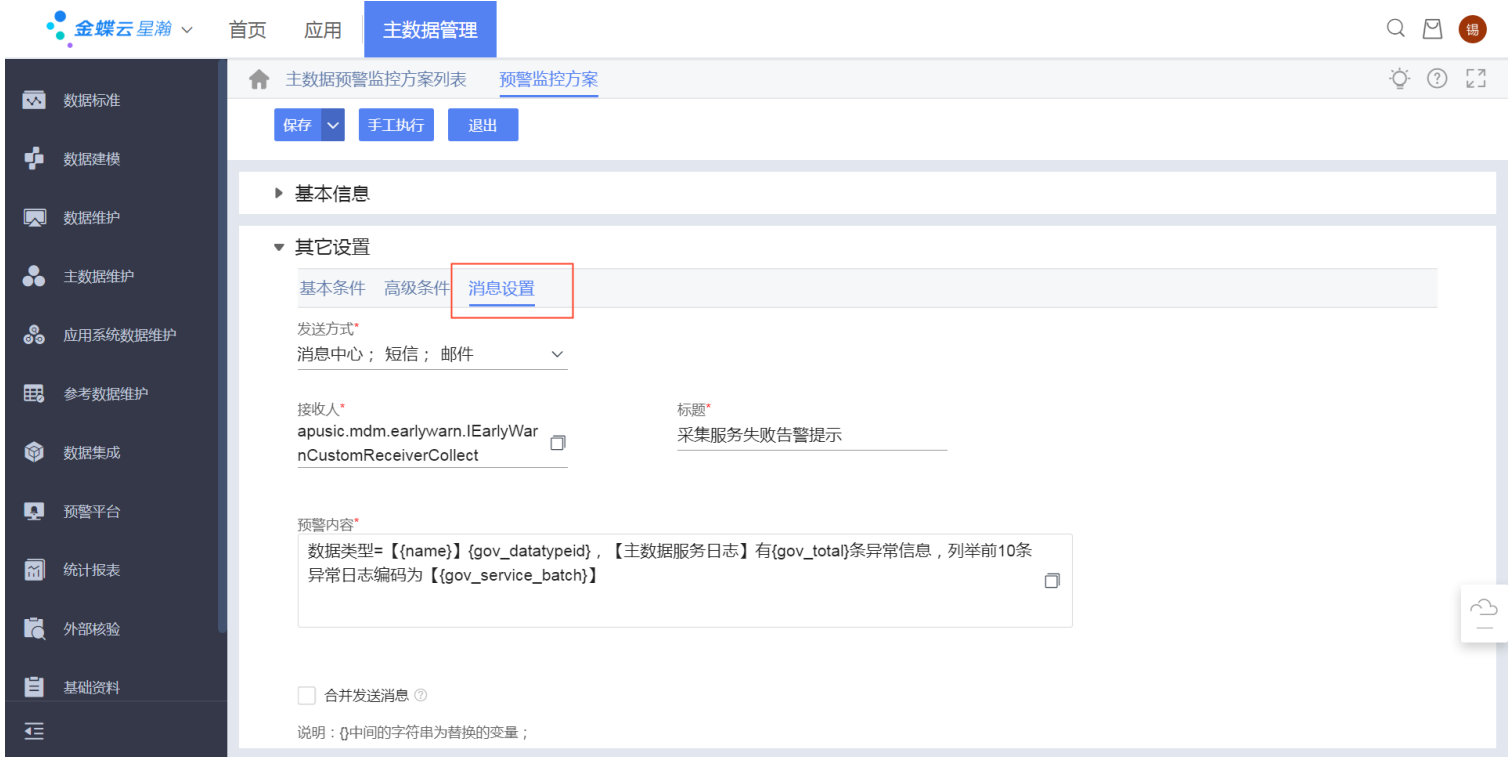 金蝶云 星瀚 首页 应用 主数据管理 锡
主数据预警监控方案列表 预警监控方案
保存 手工执行 退出
数据标准
数据建模
数据维护
主数据维护
应用系统数据维护
参考数据维护
数据集成
预警平台
统计报表
外部核验
基础资料
基本信息
其它设置
基本条件 高级条件 消息设置
发送方式*
消息中心； 短信； 邮件
接收人* 标题*
apusic.mdm.earlywarn.IEarlyWar
nCustomReceiverCollect
采集服务失败告警提示
预警内容*
数据类型=【{name}】{gov_datatypeid}，【主数据服务日志】有{gov_total}条异常信息，列举前10条
异常日志编码为【{gov_service_batch}】
合并发送消息
说明：{}中间的字符串为替换的变量；